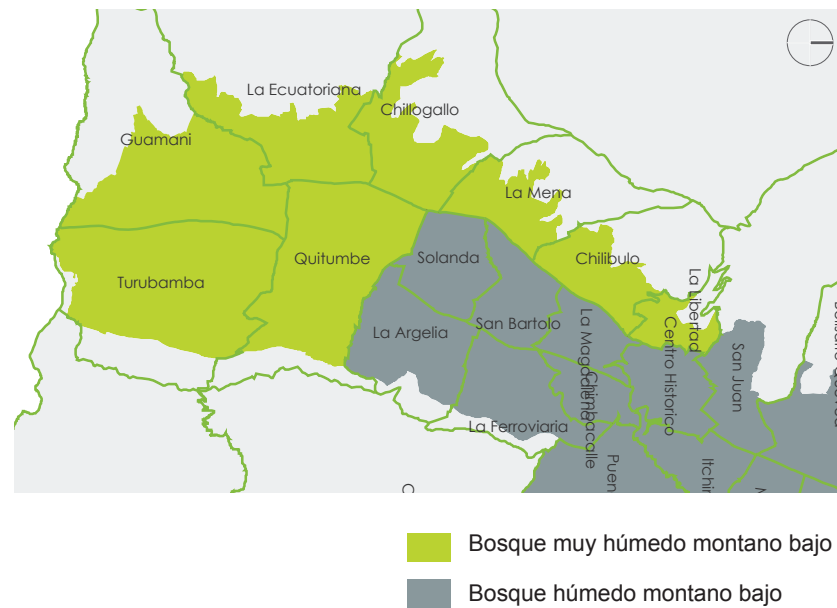 La Ecuatoriana
Chillogallo
Guamani
La Mena
Quitumbe
Solanda
Chilibulo
Turubamba
La Libertad
La Argelia
San Bartolo
La Magdalena
Centro Historico
San Juan
Chimbacalle
La Ferroviaria
Bosque muy húmedo montano bajo
Bosque húmedo montano bajo